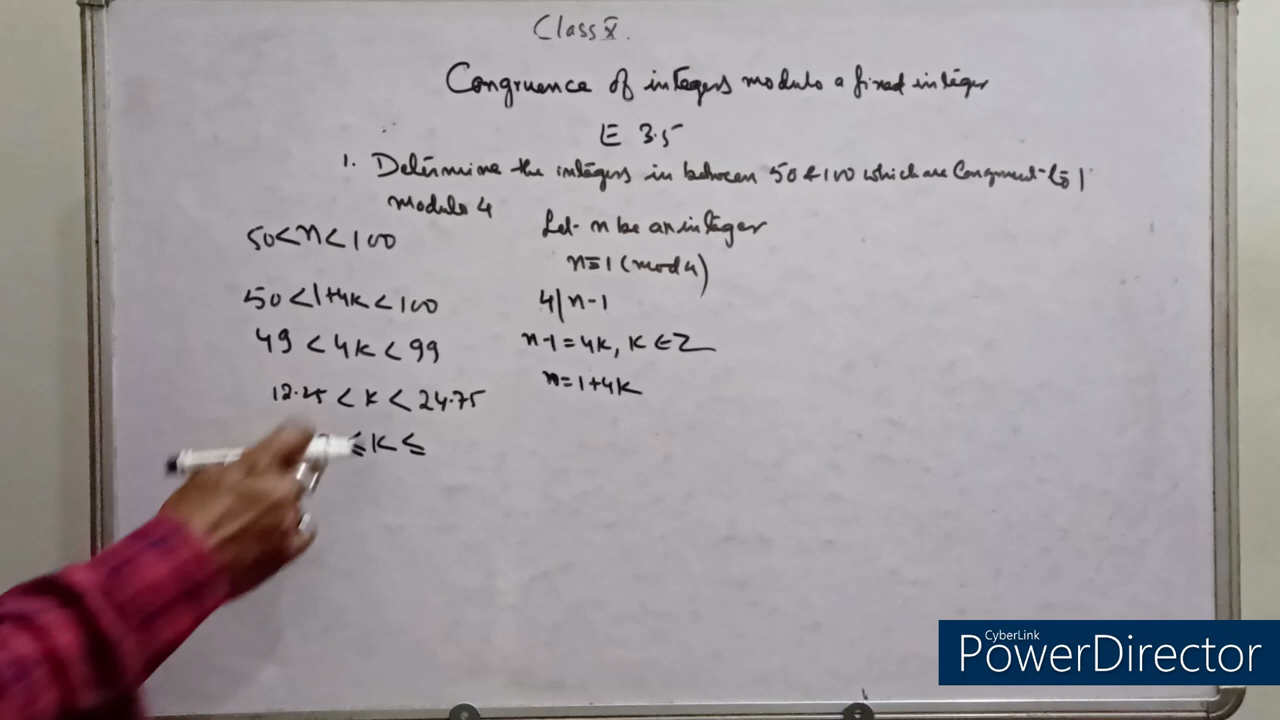 Class X.
Congruence of integers modulo a fixed integer
E 3.5
1. Determine the integers in between 50 & 100 which are Congruent to 1
modulo 4
Let n be an integer
50<n<100
n≡1 (mod 4)
50 <1+4K < 100
4|n-1
49 < 4K < 99
n-1 = 4K, K ∈ Z
12.25 < K < 24.75
n= 1+4K
≤ K ≤
CyberLink
PowerDirector